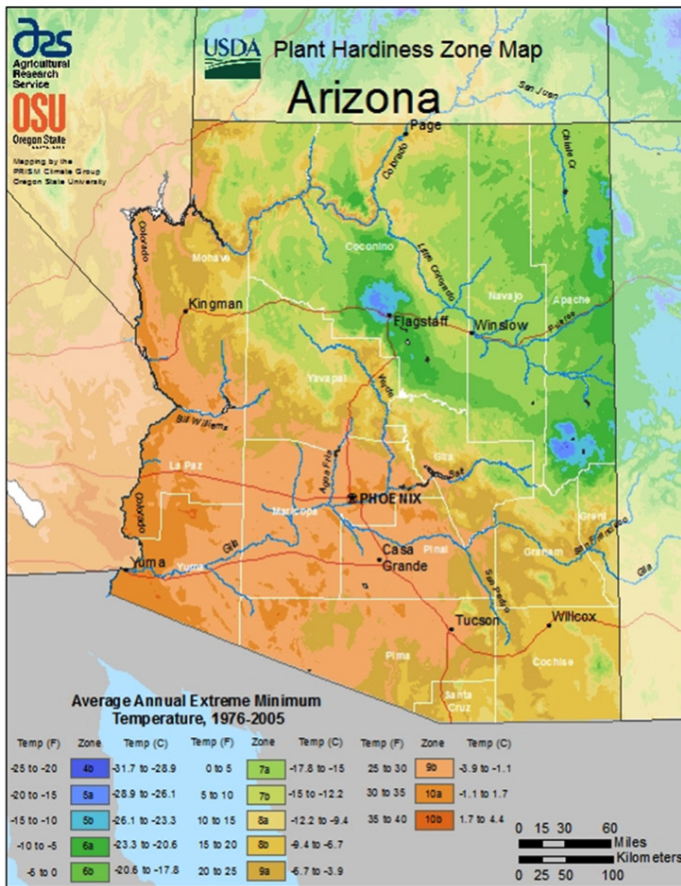 ars
Agricultural
Research
Service
OSU
Oregon State
Mapping by the
PRISM Climate Group
Oregon State University
USDA
Plant Hardiness Zone Map
Arizona
San Juan
Page
Chinle Cr
Colorado
Colorado
Mohave
Coconino
Little Colorado
Navajo
Apache
Kingman
Flagstaff
Winslow
Puerco
Yavapai
Verde
Bill Williams
Gila
Salt
La Paz
Agua Fria
PHOENIX
Maricopa
Colorado
Greenl
San Francisco
Gila
Yuma
Yuma
Gila
Casa
Grande
Pinal
Graham
San Pedro
Tucson
Willcox
Pima
Cochise
Santa
Cruz
Average Annual Extreme Minimum
Temperature, 1976-2005
Temp (F) Zone Temp (C) Temp (F) Zone Temp (C) Temp (F) Zone Temp (C)
-25 to -20 4b -31.7 to -28.9 0 to 5 7a -17.8 to -15 25 to 30 9b -3.9 to -1.1
-20 to -15 5a -28.9 to -26.1 5 to 10 7b -15 to -12.2 30 to 35 10a -1.1 to 1.7
-15 to -10 5b -26.1 to -23.3 10 to 15 8a -12.2 to -9.4 35 to 40 10b 1.7 to 4.4
-10 to -5 6a -23.3 to -20.6 15 to 20 8b -9.4 to -6.7
-5 to 0 6b -20.6 to -17.8 20 to 25 9a -6.7 to -3.9
0 15 30 60
Miles
Kilometers
0 25 50 100